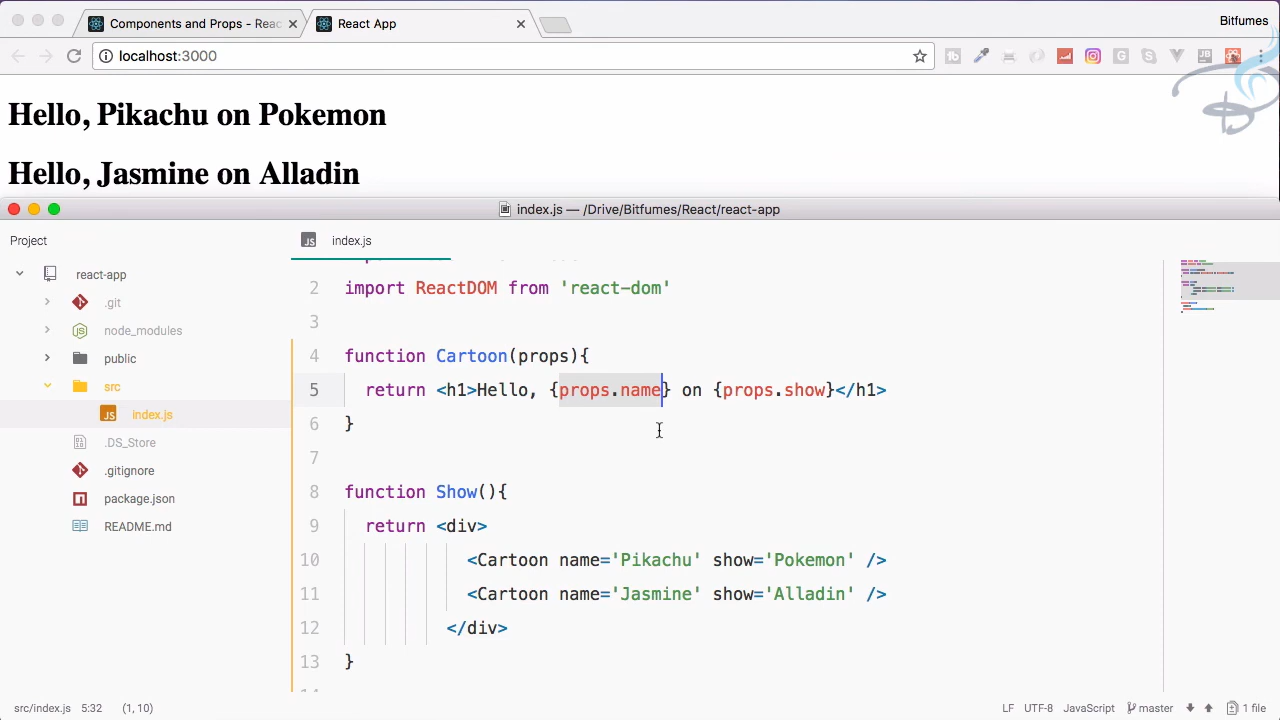 Components and Props - Reac
React App
Bitfumes
localhost:3000
Hello, Pikachu on Pokemon
Hello, Jasmine on Alladin
index.js — /Drive/Bitfumes/React/react-app
Project
index.js
react-app
.git
node_modules
public
src
index.js
.DS_Store
.gitignore
package.json
README.md
2 import ReactDOM from 'react-dom'
3
4 function Cartoon(props){
5 return <h1>Hello, {props.name} on {props.show}</h1>
6 }
7
8 function Show(){
9 return <div>
10 <Cartoon name='Pikachu' show='Pokemon' />
11 <Cartoon name='Jasmine' show='Alladin' />
12 </div>
13 }
src/index.js 5:32 (1, 10)
LF UTF-8 JavaScript master 1 file